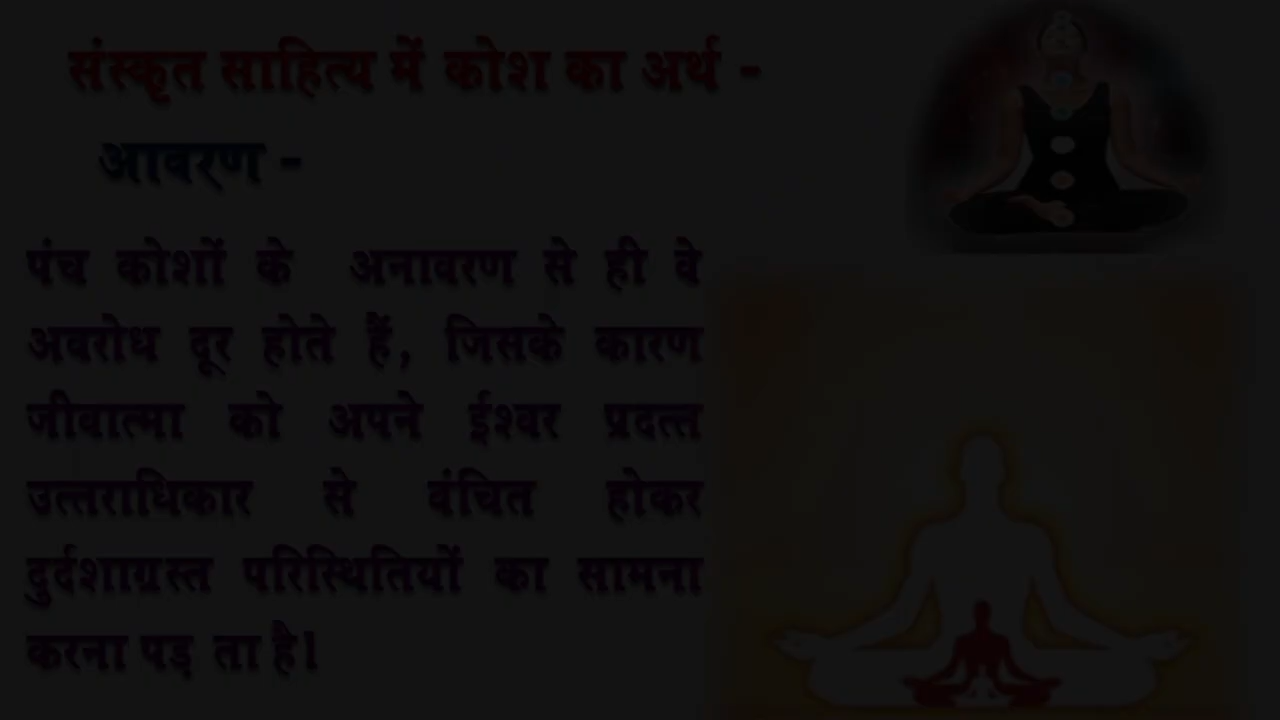 संस्कृत साहित्य में कोश का अर्थ -
आवरण -
पंच कोशों के अनावरण से ही वे
अवरोध दूर होते हैं, जिसके कारण
जीवात्मा को अपने ईश्वर प्रदत्त
उत्तराधिकार से वंचित होकर
दुर्दशाग्रस्त परिस्थितियों का सामना
करना पड़ ता है।